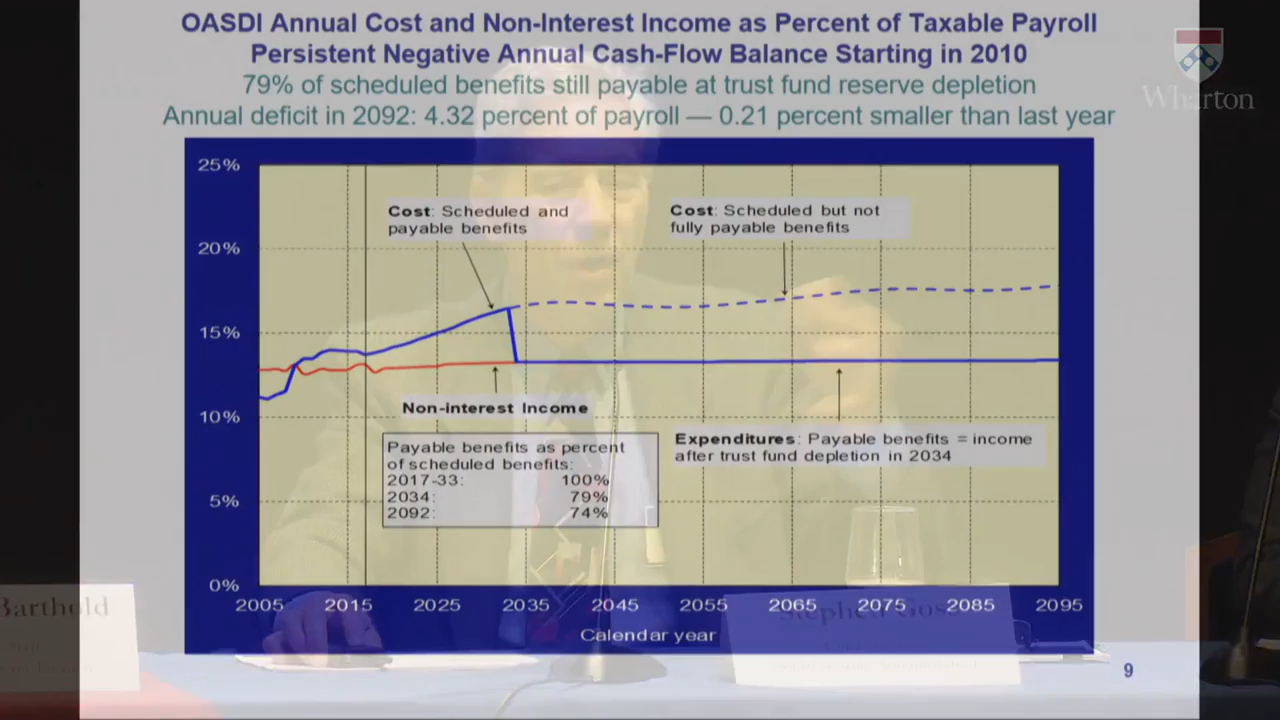 OASDI Annual Cost and Non-Interest Income as Percent of Taxable Payroll
Persistent Negative Annual Cash-Flow Balance Starting in 2010
79% of scheduled benefits still payable at trust fund reserve depletion
Annual deficit in 2092: 4.32 percent of payroll — 0.21 percent smaller than last year
Wharton
25%
20%
15%
10%
5%
0%
Cost: Scheduled and
payable benefits
Cost: Scheduled but not
fully payable benefits
Non-interest Income
Payable benefits as percent
of scheduled benefits:
2017-33: 100%
2034: 79%
2092: 74%
Expenditures: Payable benefits = income
after trust fund depletion in 2034
2005 2015 2025 2035 2045 2055 2065 2075 2085 2095
Calendar year
Barthold
Stephen Gos
9